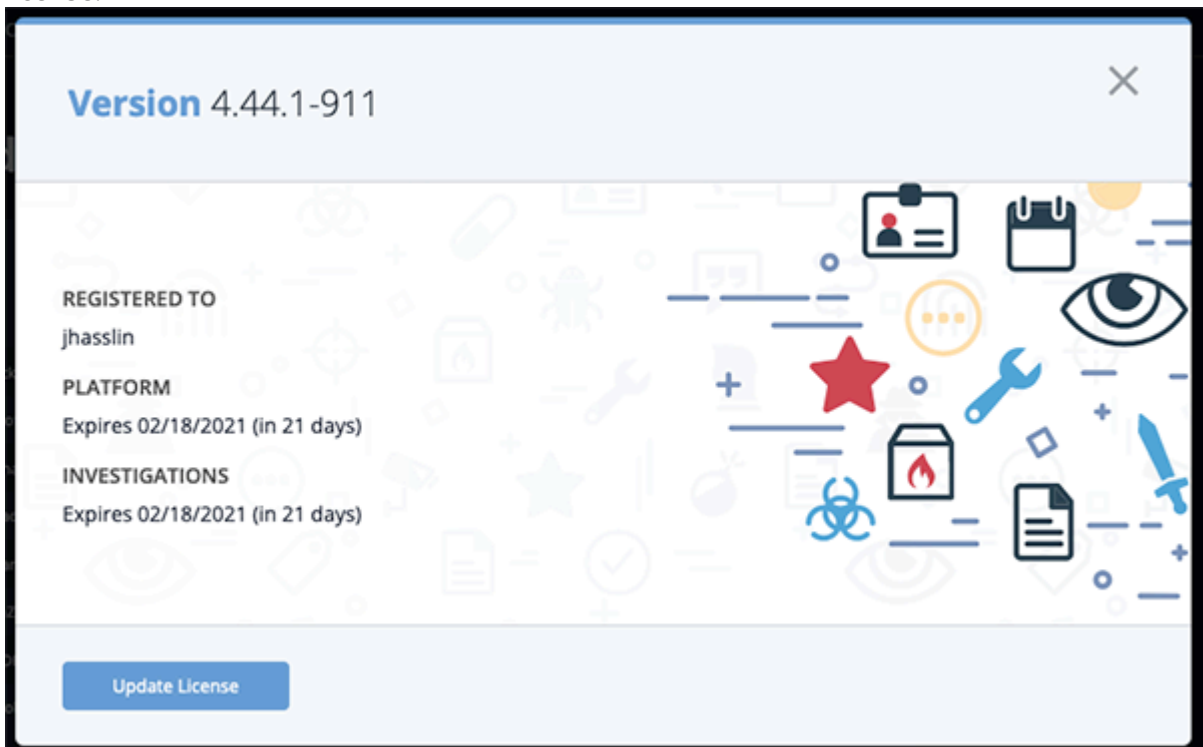 Version 4.44.1-911
REGISTERED TO
jhasslin
PLATFORM
Expires 02/18/2021 (in 21 days)
INVESTIGATIONS
Expires 02/18/2021 (in 21 days)
Update License